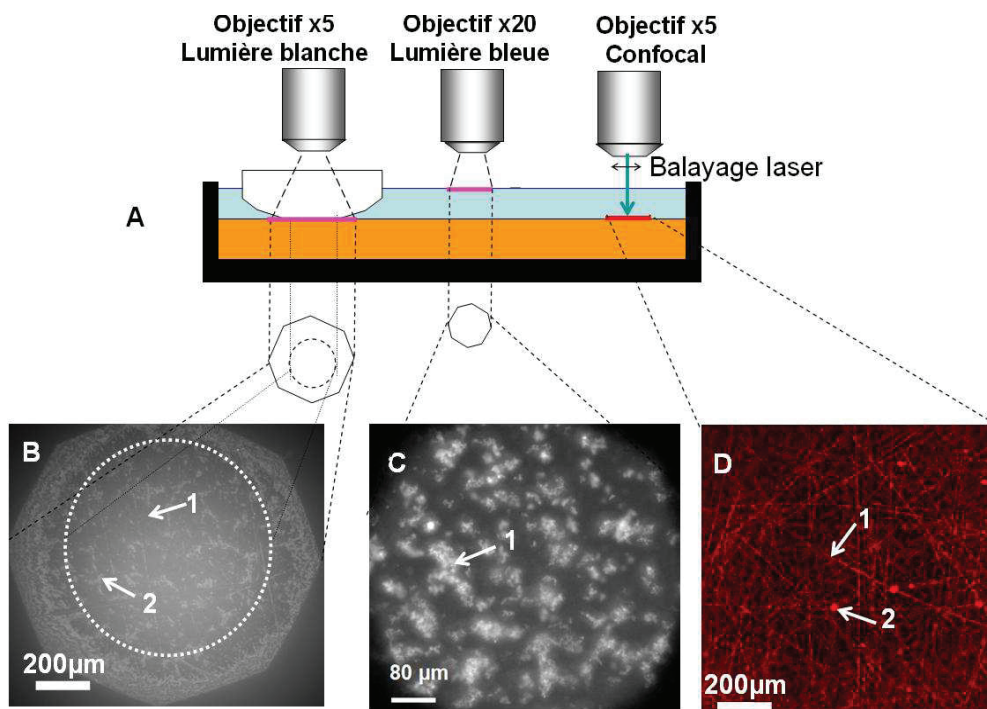 Objectif x5
Lumière blanche
Objectif x20
Lumière bleue
Objectif x5
Confocal
Balayage laser
A
B
1
2
200µm
C
1
80 µm
D
1
2
200µm